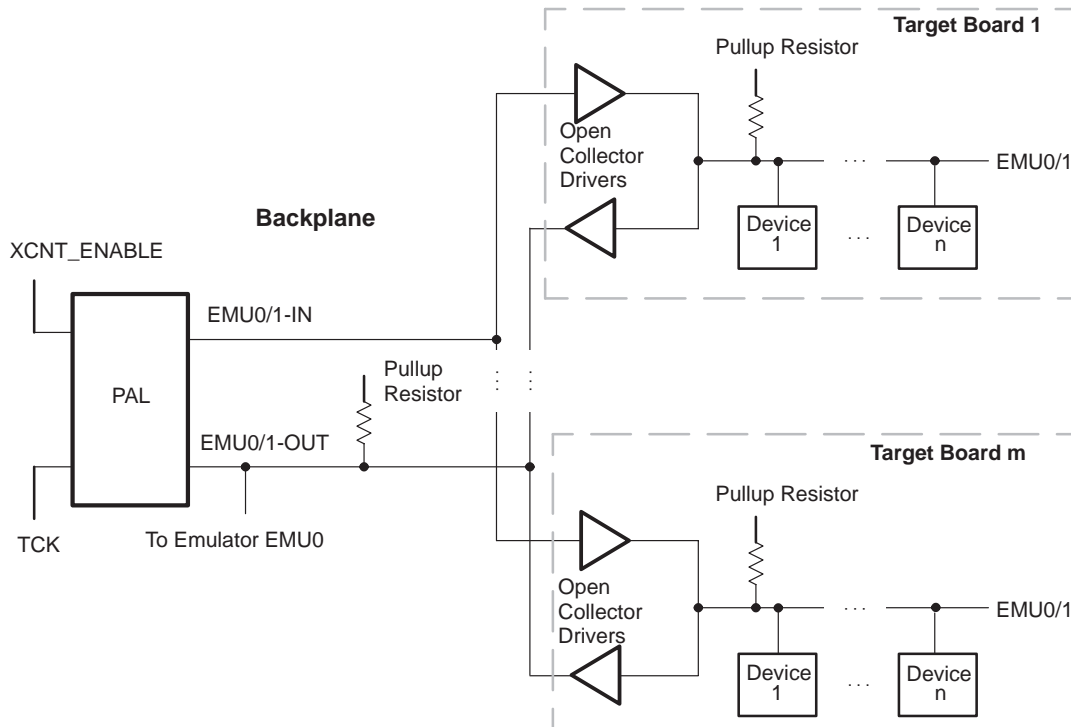 Target Board 1
Pullup Resistor
Open
Collector
Drivers
. . .
EMU0/1
Device
1
. . .
Device
n
Backplane
XCNT_ENABLE
EMU0/1-IN
PAL
Pullup
Resistor
. . .
. . .
EMU0/1-OUT
TCK
To Emulator EMU0
Target Board m
Pullup Resistor
Open
Collector
Drivers
. . .
EMU0/1
Device
1
. . .
Device
n